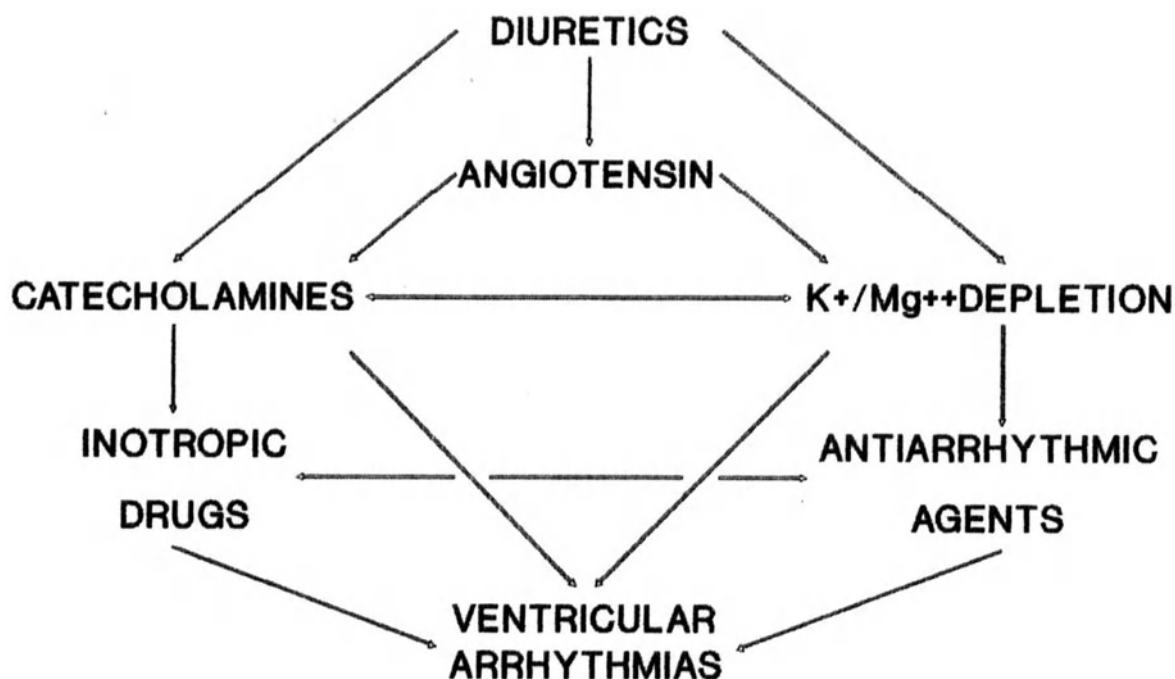 DIURETICS
ANGIOTENSIN
CATECHOLAMINES
K+/Mg++DEPLETION
INOTROPIC
DRUGS
ANTIARRHYTHMIC
AGENTS
VENTRICULAR
ARRHYTHMIAS